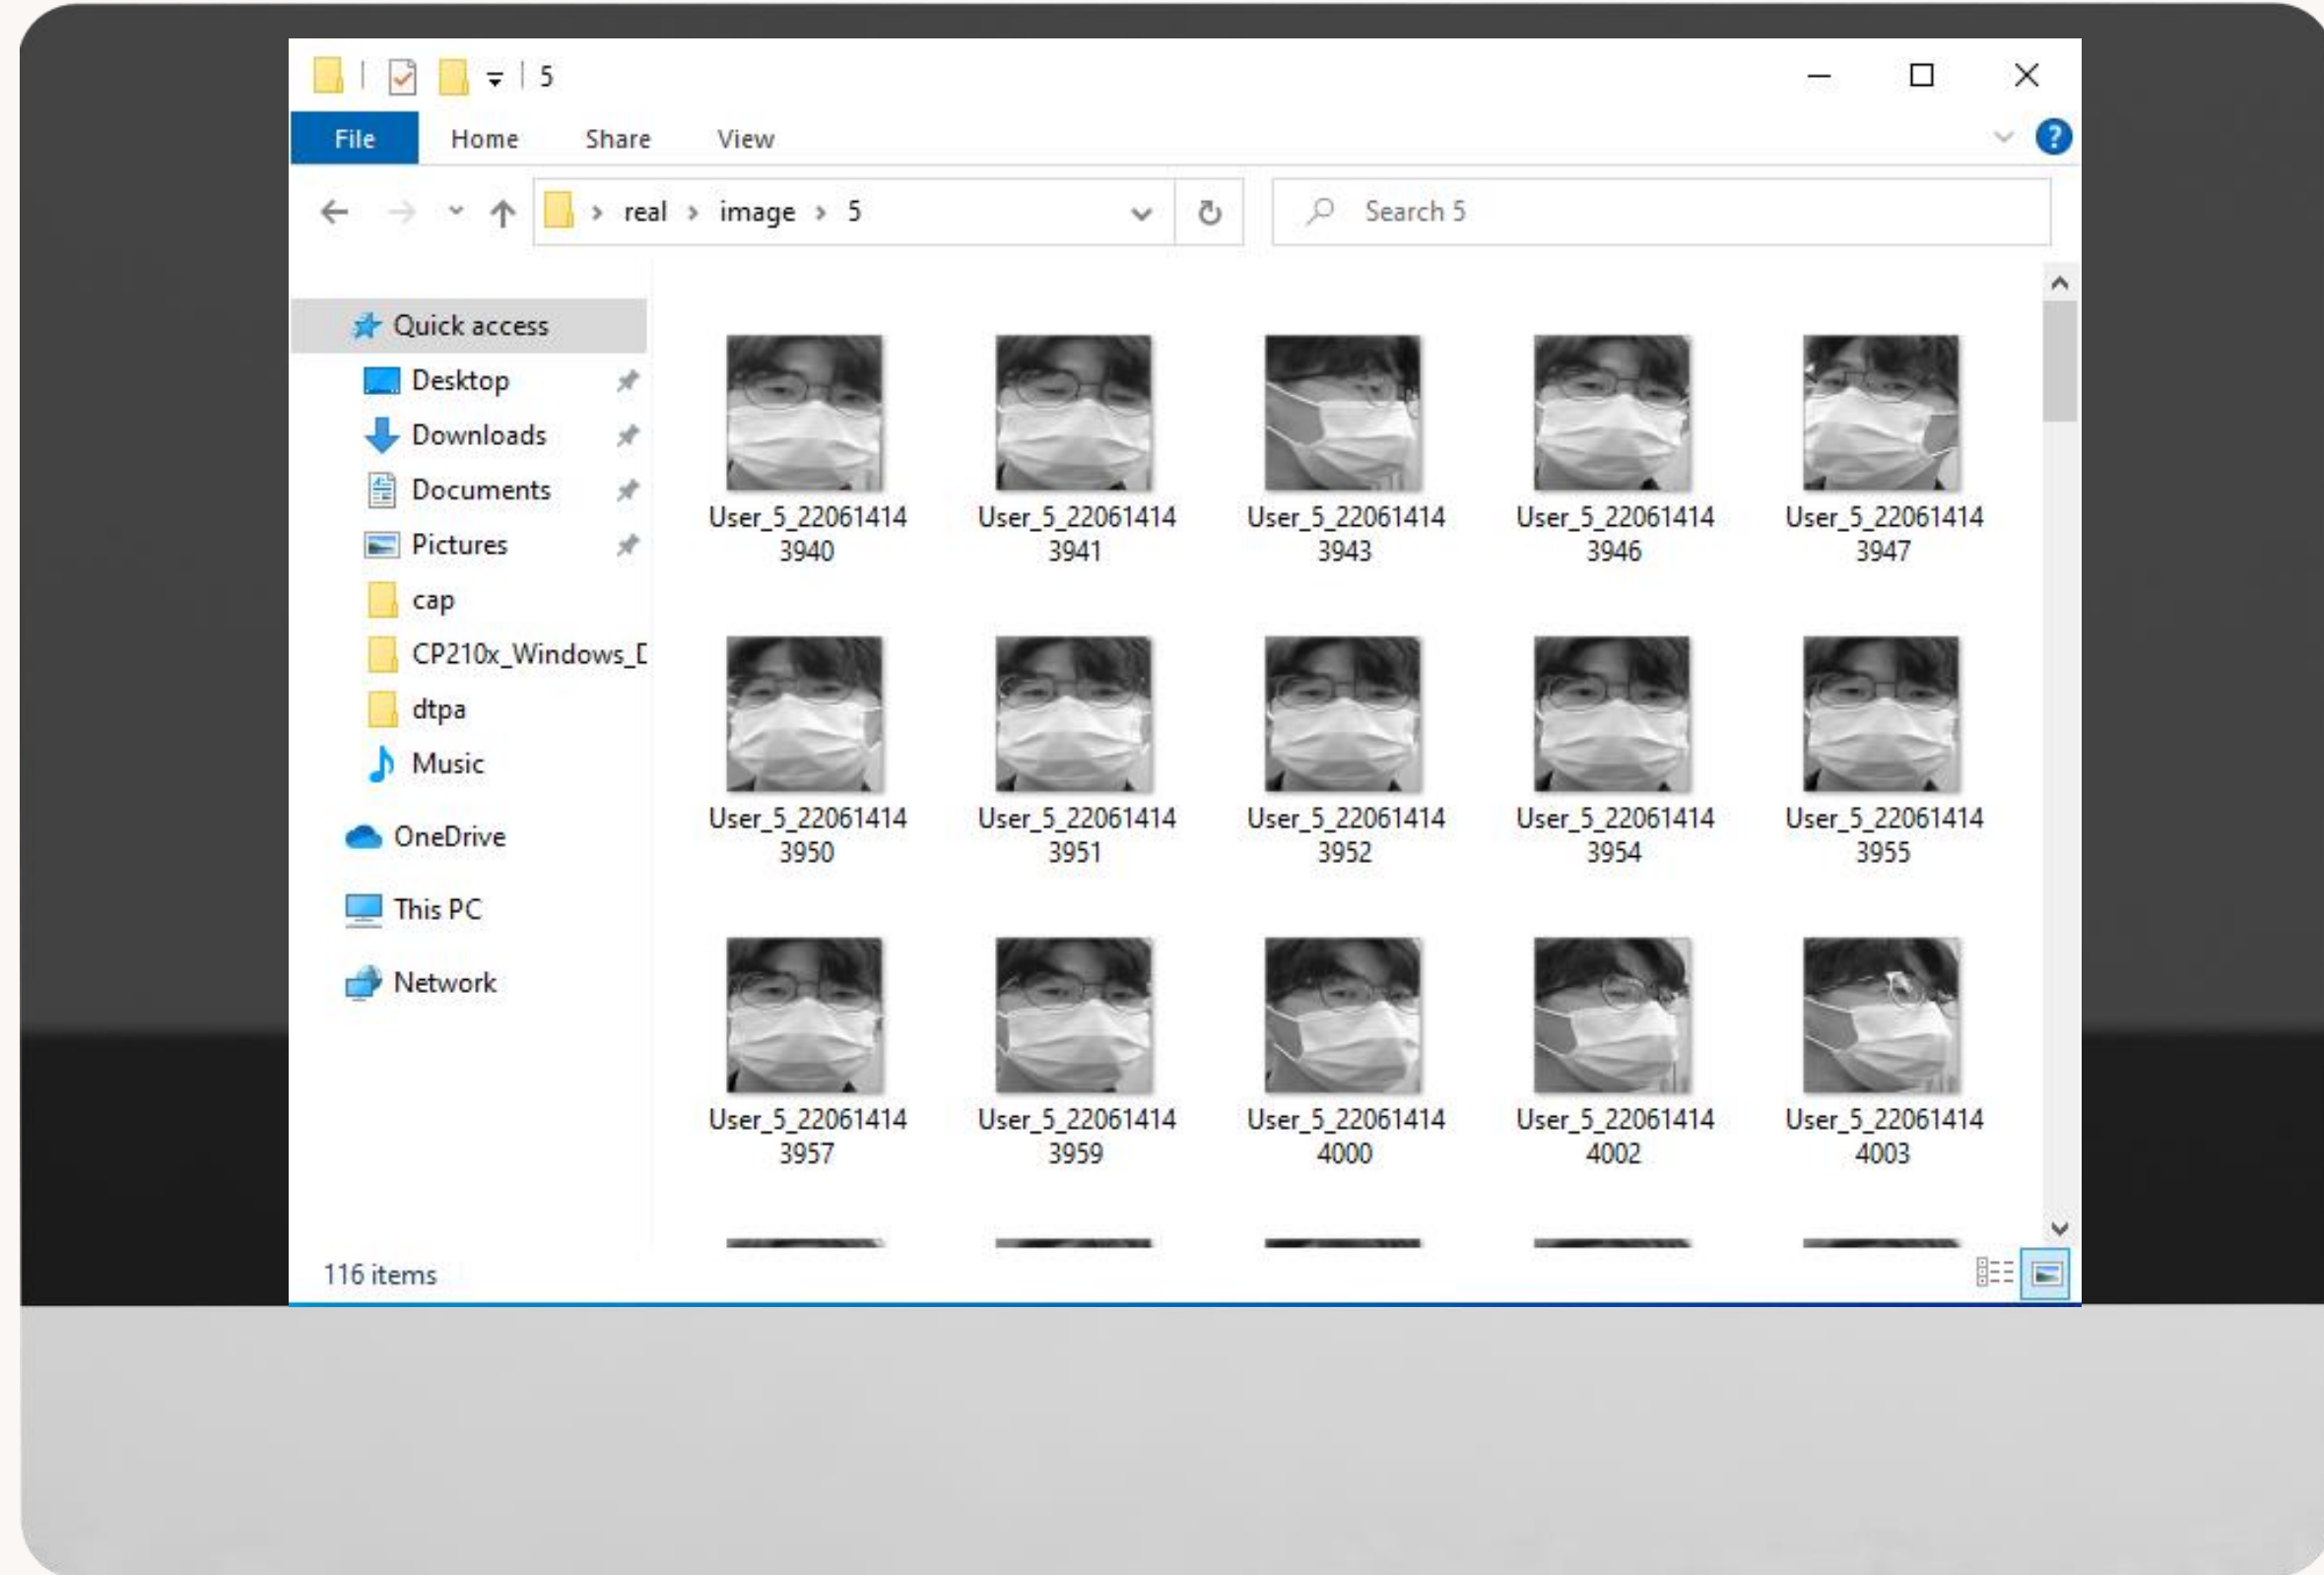 5
File Home Share View
real > image > 5
Search 5
Quick access
Desktop
Downloads
Documents
Pictures
cap
CP210x_Windows_D
dtpa
Music
OneDrive
This PC
Network
User_5_22061414 User_5_22061414 User_5_22061414 User_5_22061414 User_5_22061414
3940 3941 3943 3946 3947
User_5_22061414 User_5_22061414 User_5_22061414 User_5_22061414 User_5_22061414
3950 3951 3952 3954 3955
User_5_22061414 User_5_22061414 User_5_22061414 User_5_22061414 User_5_22061414
3957 3959 4000 4002 4003
116 items